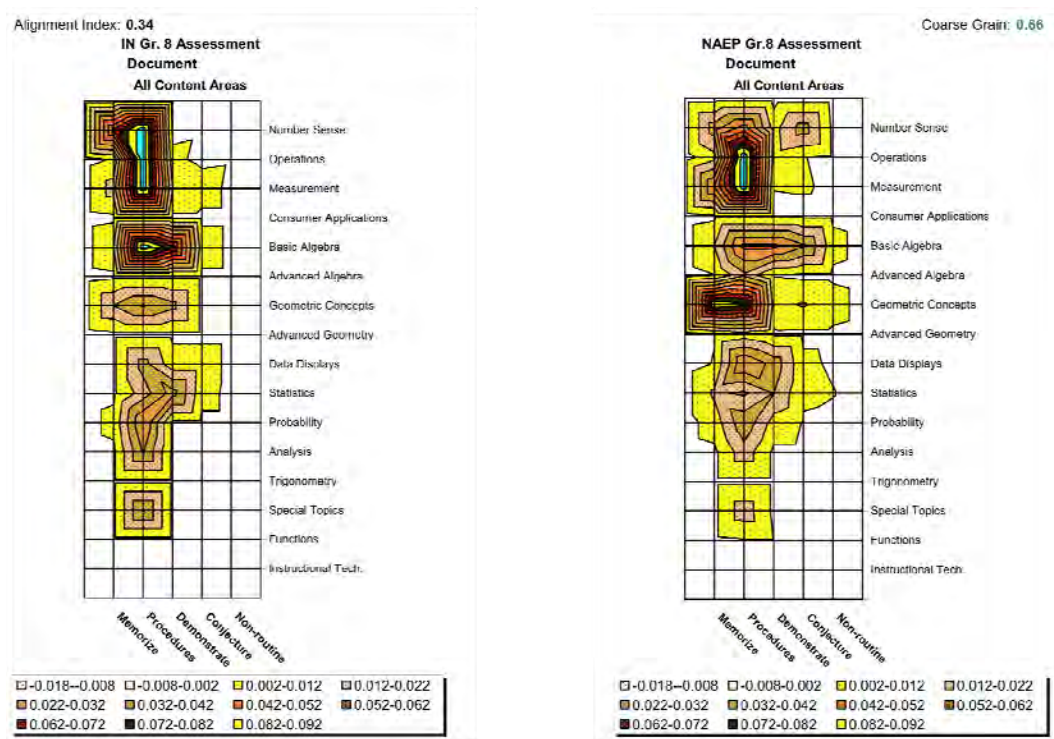 Alignment Index: 0.34
Coarse Grain: 0.66
IN Gr. 8 Assessment
Document
All Content Areas
Number Sense
Operations
Measurement
Consumer Applications
Basic Algebra
Advanced Algebra
Geometric Concepts
Advanced Geometry
Data Displays
Statistics
Probability
Analysis
Trigonometry
Special Topics
Functions
Instructional Tech.
Memorize
Procedures
Demonstrate
Conjecture
Non-routine
-0.018--0.008 -0.008-0.002 0.002-0.012 0.012-0.022
0.022-0.032 0.032-0.042 0.042-0.052 0.052-0.062
0.062-0.072 0.072-0.082 0.082-0.092
NAEP Gr.8 Assessment
Document
All Content Areas
Number Sense
Operations
Measurement
Consumer Applications
Basic Algebra
Advanced Algebra
Geometric Concepts
Advanced Geometry
Data Displays
Statistics
Probability
Analysis
Trigonometry
Special Topics
Functions
Instructional Tech.
Memorize
Procedures
Demonstrate
Conjecture
Non-routine
-0.018--0.008 -0.008-0.002 0.002-0.012 0.012-0.022
0.022-0.032 0.032-0.042 0.042-0.052 0.052-0.062
0.062-0.072 0.072-0.082 0.082-0.092